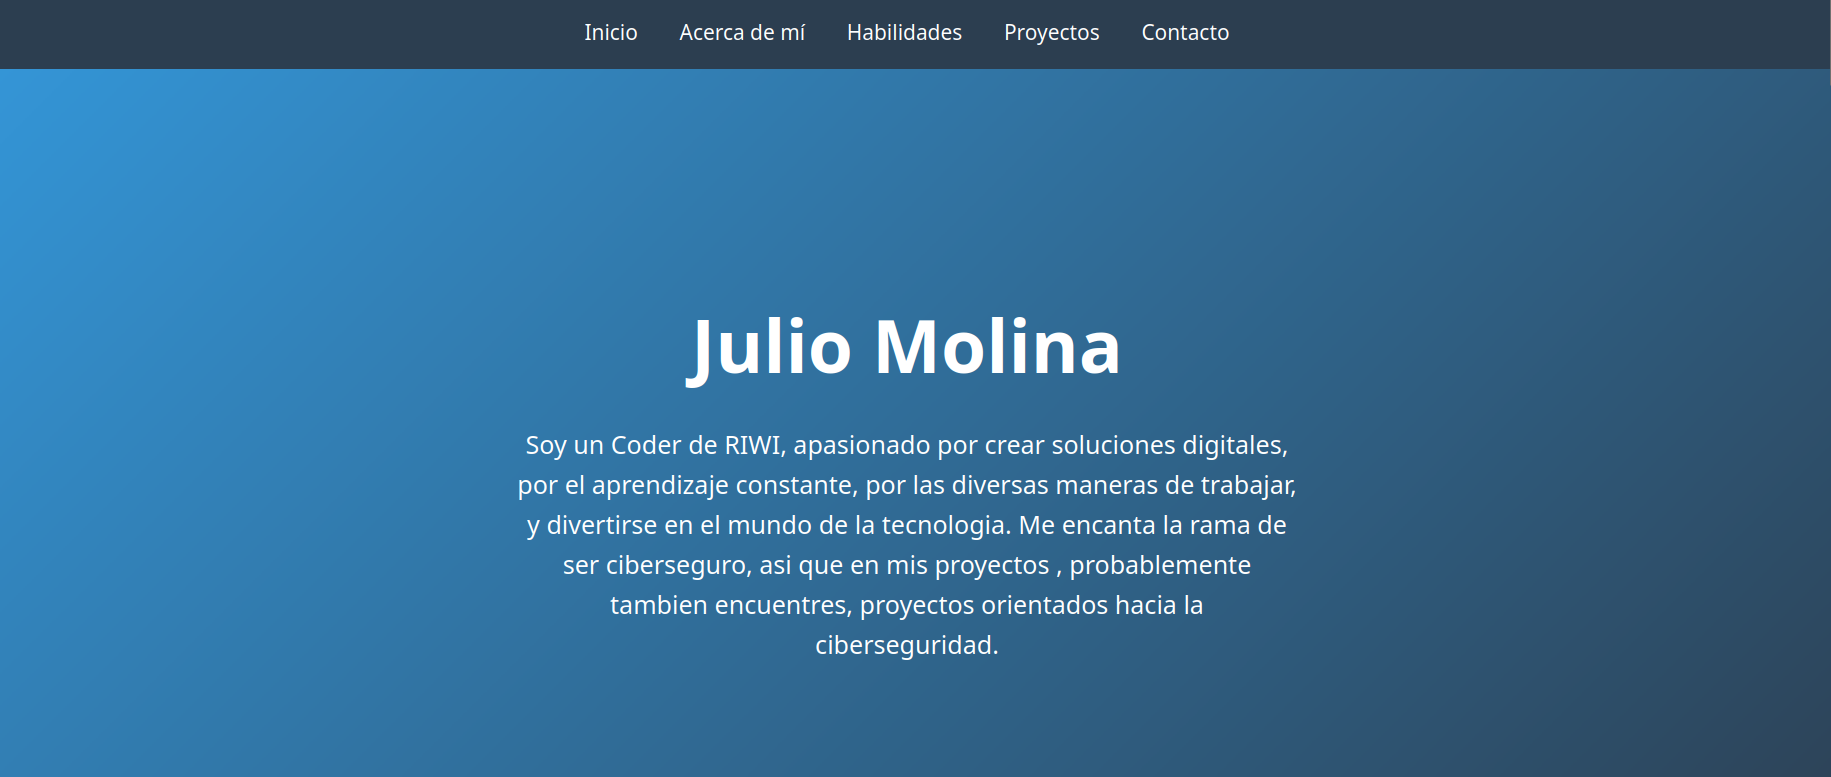 Inicio Acerca de mí Habilidades Proyectos Contacto
Julio Molina
Soy un Coder de RIWI, apasionado por crear soluciones digitales,
por el aprendizaje constante, por las diversas maneras de trabajar,
y divertirse en el mundo de la tecnologia. Me encanta la rama de
ser ciberseguro, asi que en mis proyectos , probablemente
tambien encuentres, proyectos orientados hacia la
ciberseguridad.